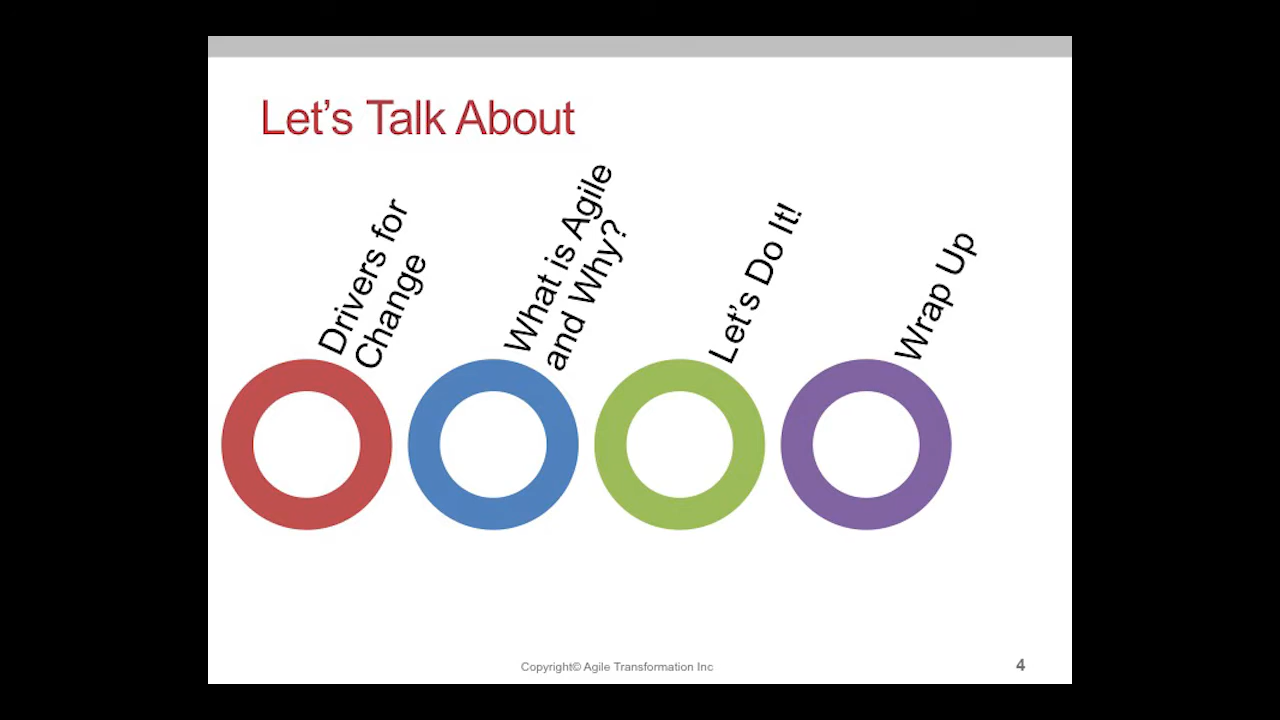 Let's Talk About
Drivers for
Change
What is Agile
and Why?
Let's Do It!
Wrap Up
Copyright© Agile Transformation Inc
4